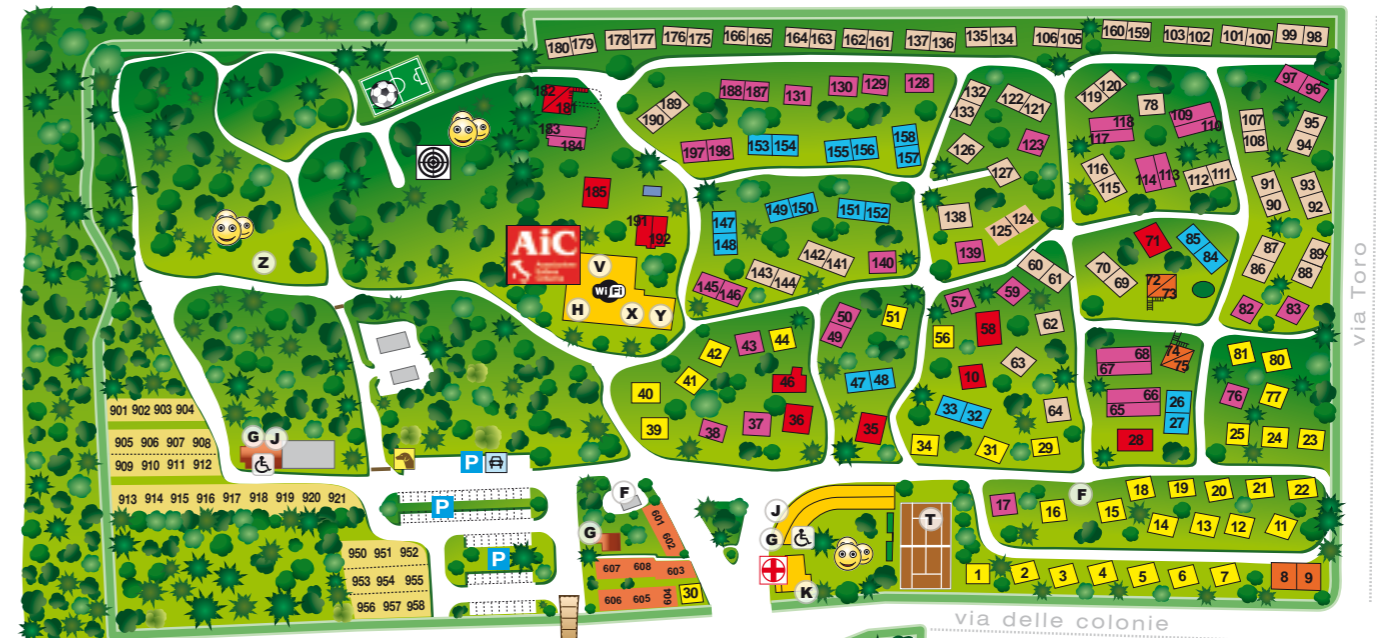 180 179 178 177 176 175 166 165 164 163 162 161 137 136 135 134 106 105 160 159 103 102 101 100 99 98
182 181 183 184
189 190 188 187 131 130 129 128
197 198 153 154 155 156 158 157
132 133 122 121 126 123 127
119 120 78 109 110 118 117 116 115 114 113 112 111
97 96 107 108 95 94 91 90 93 92
185 191 192
147 148 149 150 151 152
145 146 143 144 142 141 140
138 125 124 139
71 85 84 70 69 72 73
87 86 89 88 82 83
via Toro
Z
AiC
V
WiFi
H X Y
50 49 51 47 48 35
42 43 44 41 46 40 39 38 37 36
60 61 59 57 58 56 62 63 10 33 32 64 34 31 29
68 67 74 75 66 65 26 27 28
81 80 76 77 25 24 23
901 902 903 904
905 906 907 908
909 910 911 912
913 914 915 916 917 918 919 920 921
G J
P
P
P
950 951 952
953 954 955
956 957 958
F
G
601 602
607 608 603
606 605 604 30
J
G
K
T
17 16 F 15 18 19 20 21 22
14 13 12 11
1 2 3 4 5 6 7 8 9
via delle colonie